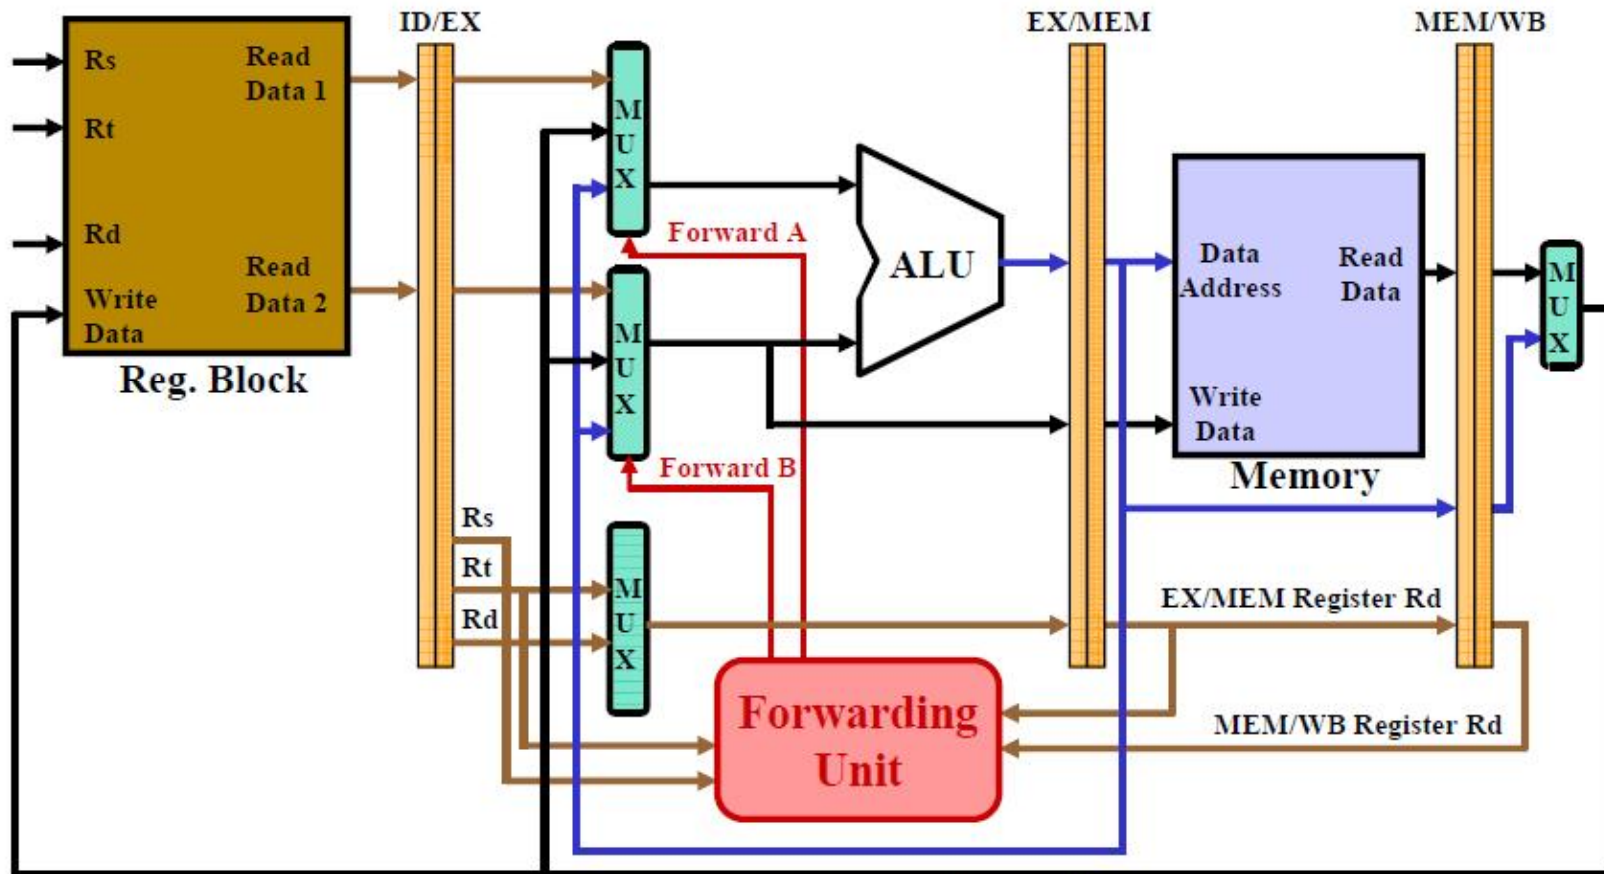 ID/EX
EX/MEM
MEM/WB
Rs
Read
Data 1
Rt
Rd
Read
Data 2
Write
Data
Reg. Block
M
U
X
Forward A
M
U
X
Forward B
ALU
Data
Address
Read
Data
Write
Data
Memory
M
U
X
Rs
Rt
Rd
M
U
X
EX/MEM Register Rd
MEM/WB Register Rd
Forwarding
Unit